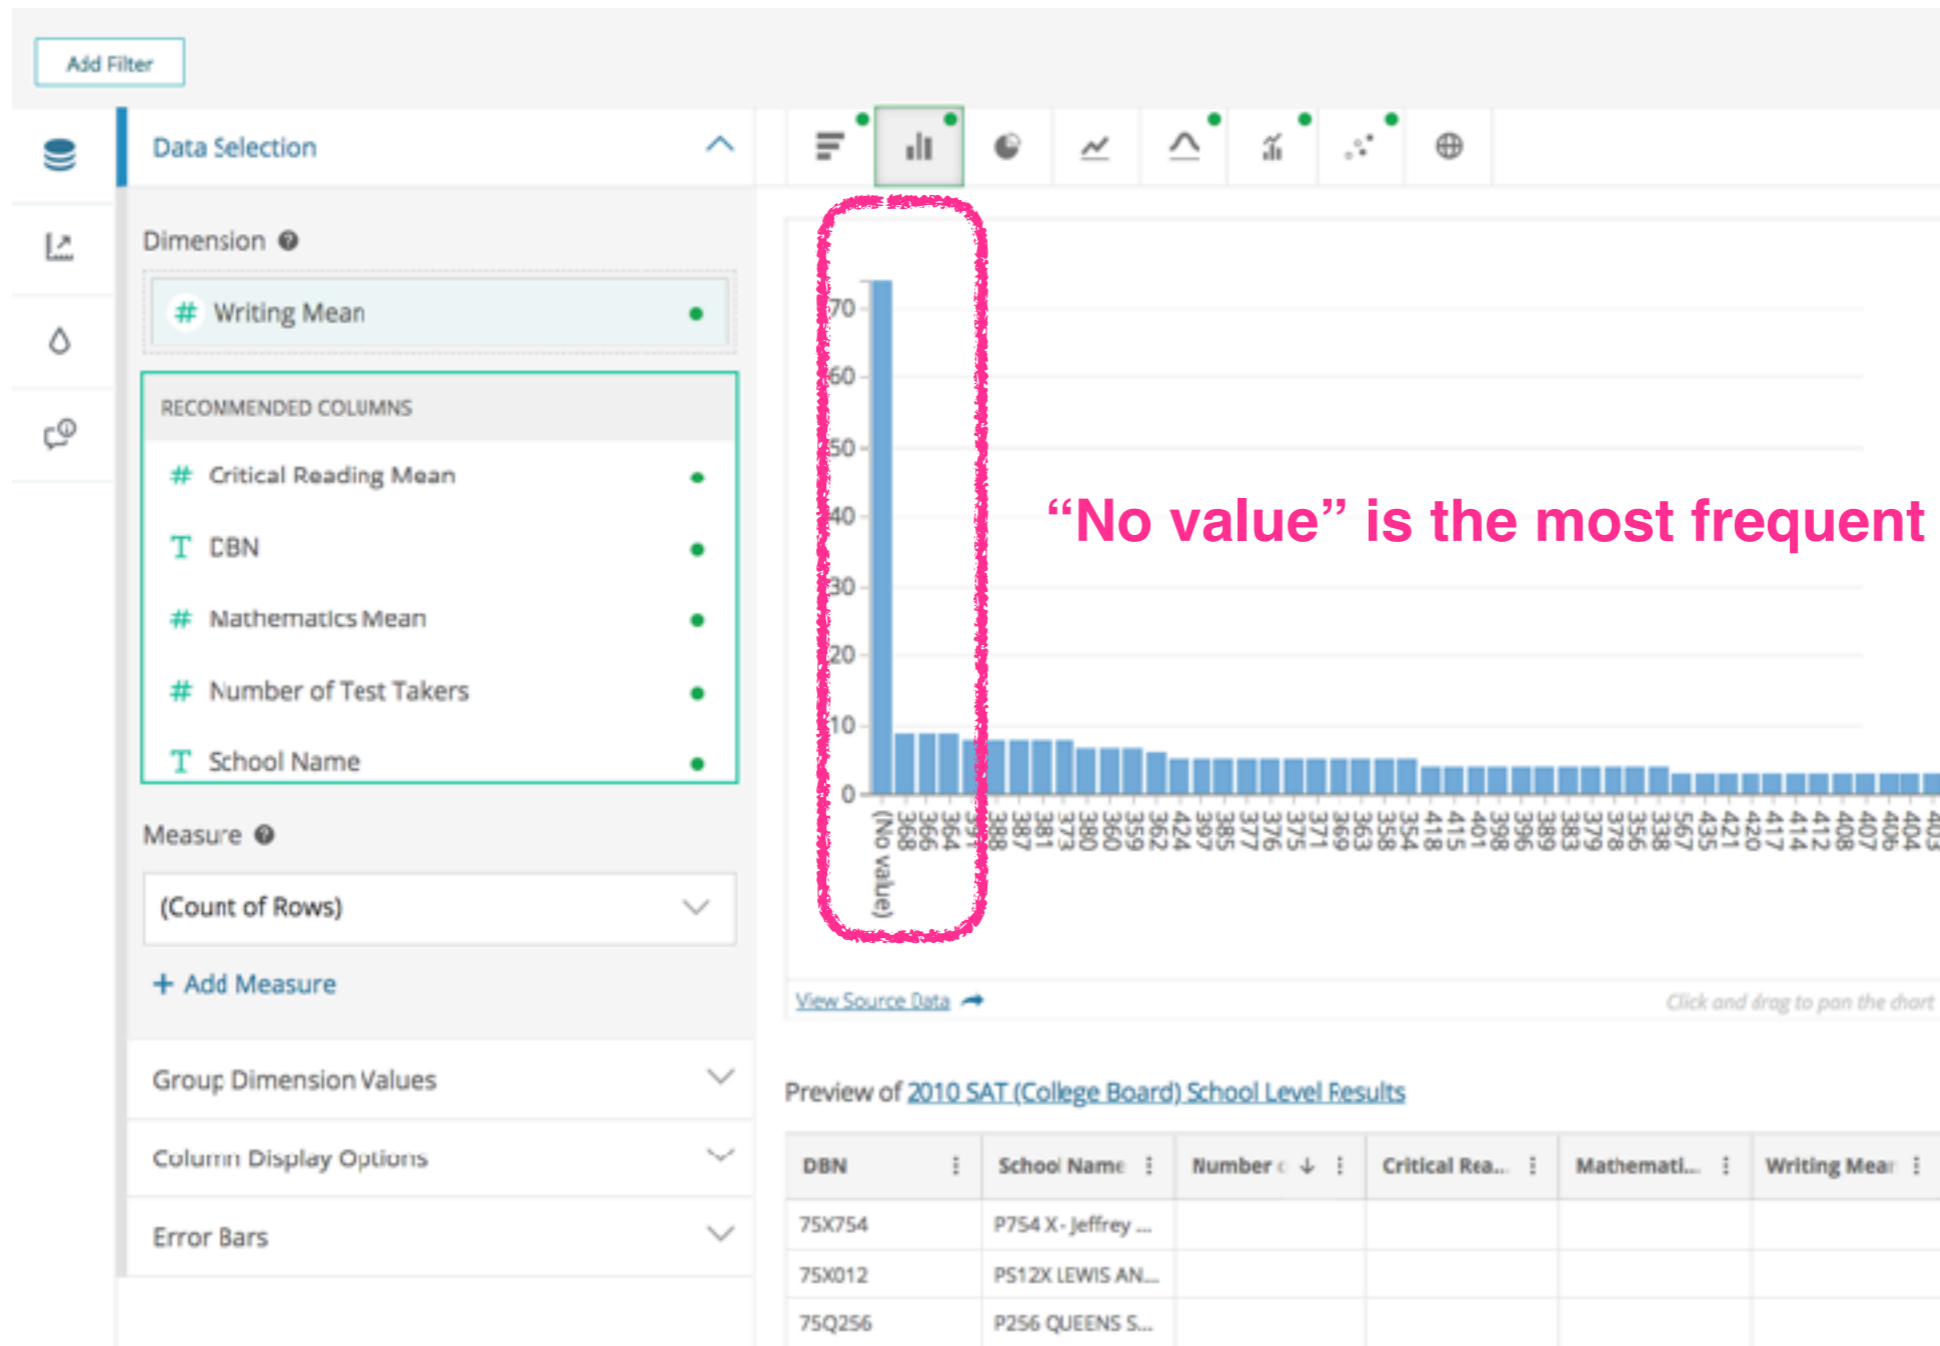 Add Filter
Data Selection
Dimension
# Writing Mean
RECOMMENDED COLUMNS
# Critical Reading Mean
T DBN
# Mathematics Mean
# Number of Test Takers
T School Name
Measure
(Count of Rows)
+ Add Measure
Group Dimension Values
Column Display Options
Error Bars
70
60
50
40
30
20
10
0
“No value” is the most frequent
(No value)
368
366
364
391
388
387
381
373
380
360
359
362
424
397
385
377
376
375
371
369
363
358
354
418
415
401
398
396
389
383
379
378
356
338
567
435
421
420
417
414
412
408
407
406
404
403
View Source Data
Click and drag to pan the chart
Preview of 2010 SAT (College Board) School Level Results
DBN School Name Number Critical Rea... Mathemati... Writing Mean
75X754 P754 X - Jeffrey ...
75X012 PS12X LEWIS AN...
75Q256 P256 QUEENS S...